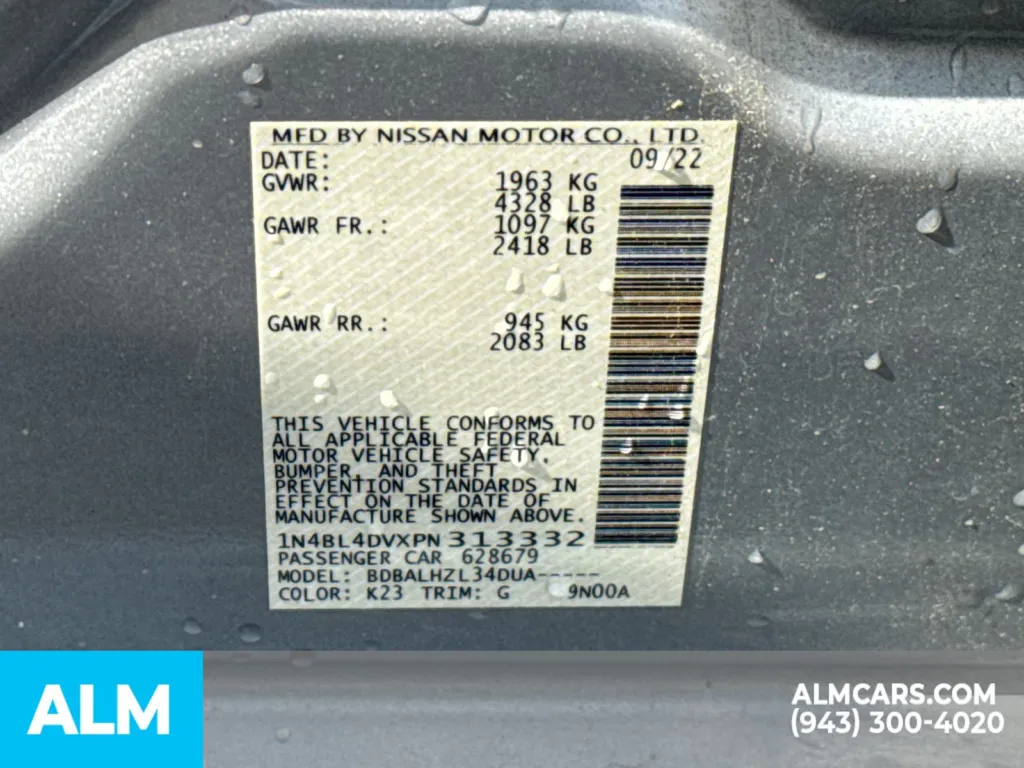 MFD BY NISSAN MOTOR CO., LTD.
DATE: 09/22
GVWR: 1963 KG
4328 LB
GAWR FR.: 1097 KG
2418 LB
GAWR RR.: 945 KG
2083 LB
THIS VEHICLE CONFORMS TO
ALL APPLICABLE FEDERAL
MOTOR VEHICLE SAFETY,
BUMPER, AND THEFT
PREVENTION STANDARDS IN
EFFECT ON THE DATE OF
MANUFACTURE SHOWN ABOVE.
1N4BL4DVXPN313332
PASSENGER CAR 628679
MODEL: BDBALHZL34DUA-----
COLOR: K23 TRIM: G 9N00A
ALM
ALMCARS.COM
(943) 300-4020